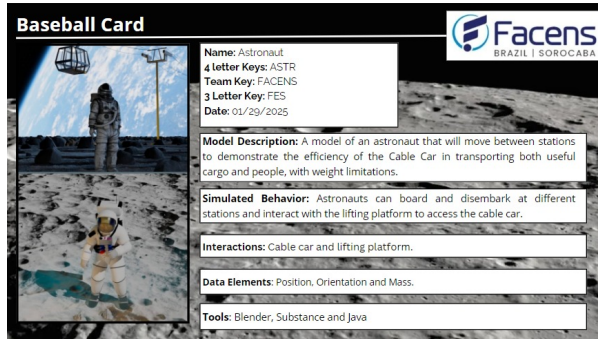 Baseball Card
Facens
BRAZIL | SOROCABA
Name: Astronaut
4 letter Keys: ASTR
Team Key: FACENS
3 Letter Key: FES
Date: 01/29/2025
Model Description: A model of an astronaut that will move between stations
to demonstrate the efficiency of the Cable Car in transporting both useful
cargo and people, with weight limitations.
Simulated Behavior: Astronauts can board and disembark at different
stations and interact with the lifting platform to access the cable car.
Interactions: Cable car and lifting platform.
Data Elements: Position, Orientation and Mass.
Tools: Blender, Substance and Java